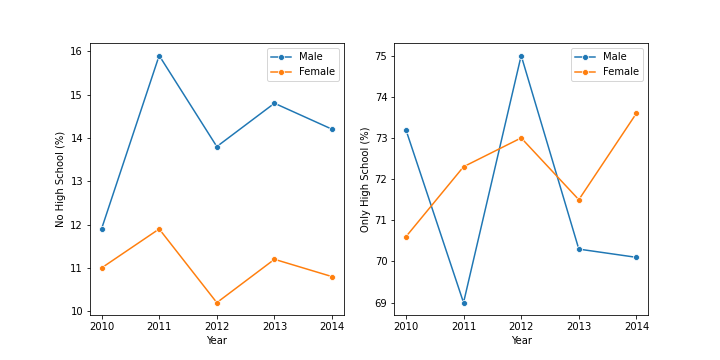 No High School (%)
16
15
14
13
12
11
10
Male
Female
2010 2011 2012 2013 2014
Year
Only High School (%)
75
74
73
72
71
70
69
Male
Female
2010 2011 2012 2013 2014
Year